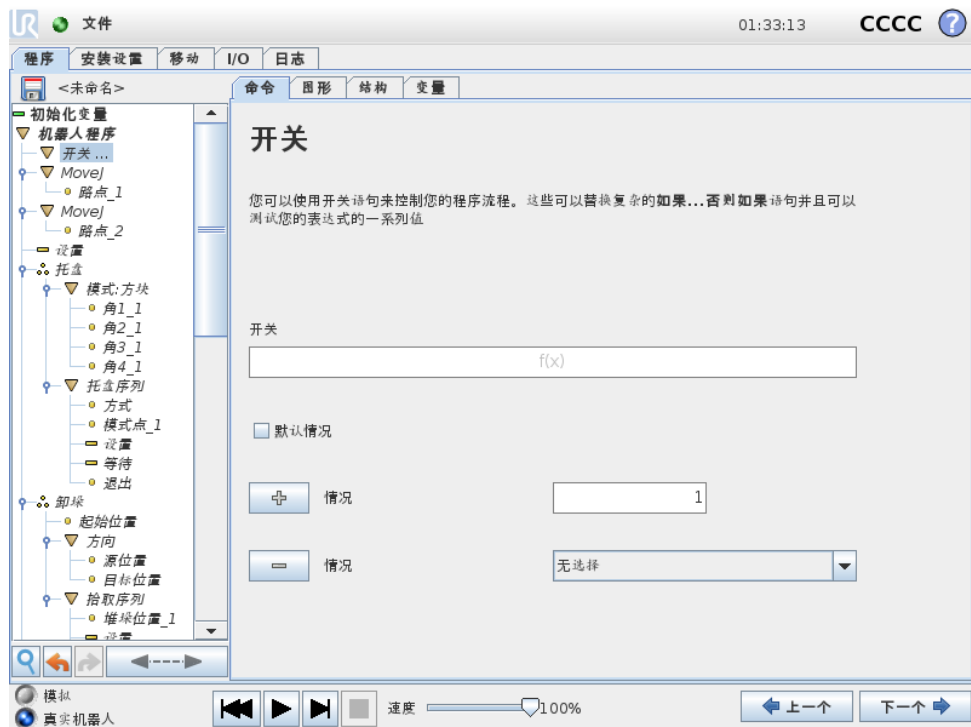 UR 文件 01:33:13 CCCC ?
程序 安装设置 移动 I/O 日志
<未命名> 命令 图形 结构 变量
初始化变量
机器人程序
开关 ...
MoveJ
路点_1
MoveJ
路点_2
设置
托盘
模式:方块
角1_1
角2_1
角3_1
角4_1
托盘序列
方式
模式点_1
设置
等待
退出
卸垛
起始位置
方向
源位置
目标位置
拾取序列
堆垛位置_1
设置
开关
您可以使用开关语句来控制您的程序流程。这些可以替换复杂的如果...否则如果语句并且可以
测试您的表达式的一系列值
开关
f(x)
默认情况
情况 1
情况 无选择
模拟
真实机器人
速度 100%
上一个 下一个